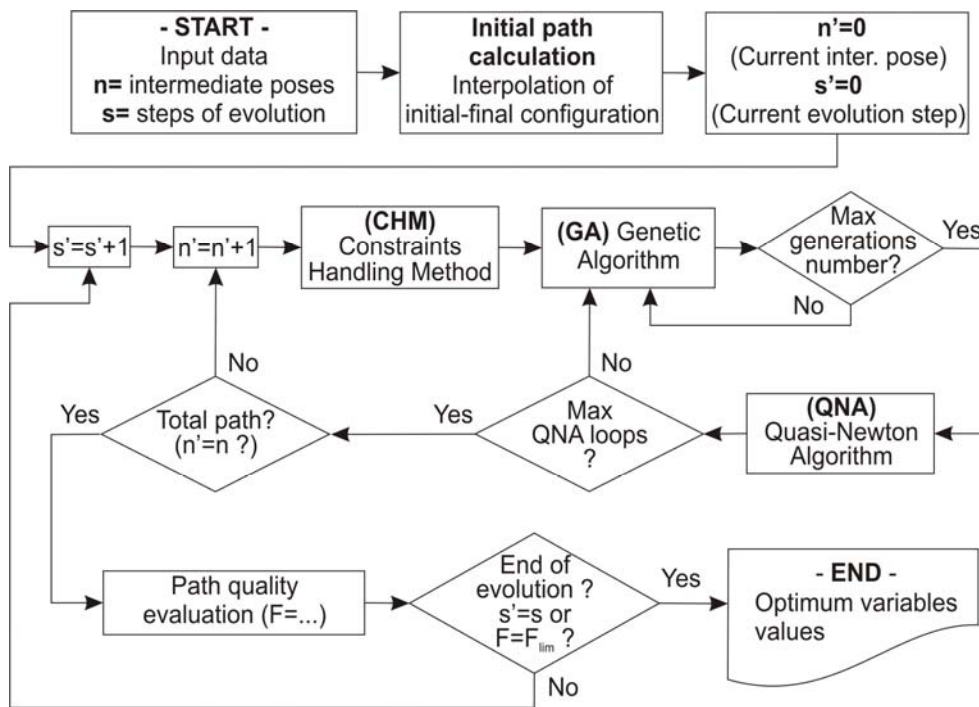 - START -
Input data
n= intermediate poses
s= steps of evolution
Initial path
calculation
Interpolation of
initial-final configuration
n’=0
(Current inter. pose)
s’=0
(Current evolution step)
s’=s’+1
n’=n’+1
(CHM)
Constraints
Handling Method
(GA) Genetic
Algorithm
Max
generations
number?
Yes
No
No
No
Yes
Total path?
(n’=n ?)
Yes
Max
QNA loops
?
(QNA)
Quasi-Newton
Algorithm
Path quality
evaluation (F=...)
End of
evolution ?
s’=s or
F=Flim ?
Yes
No
- END -
Optimum variables
values